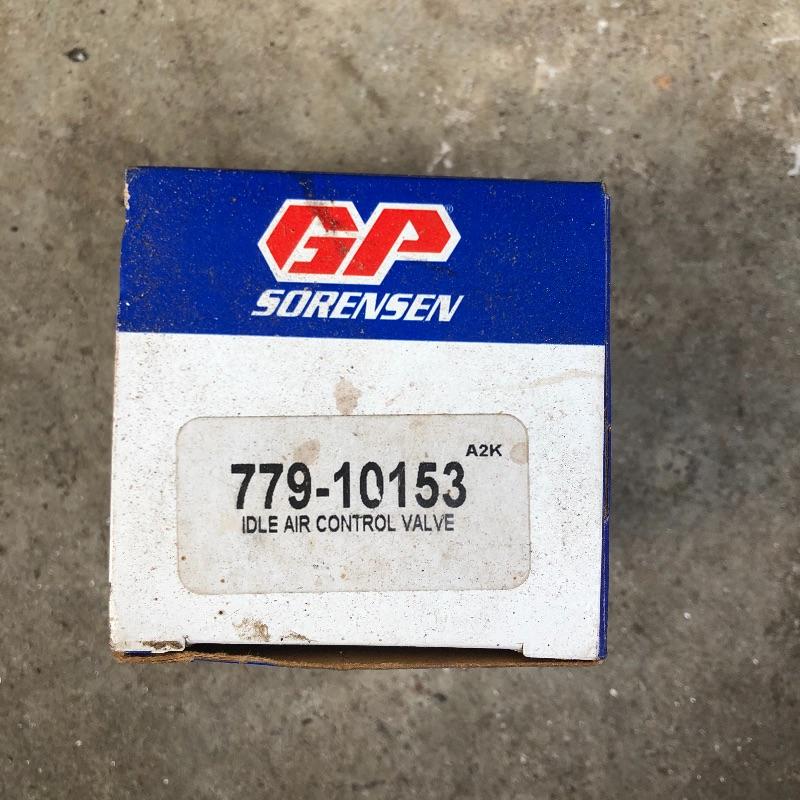 GP®
SORENSEN
A2K
779-10153
IDLE AIR CONTROL VALVE